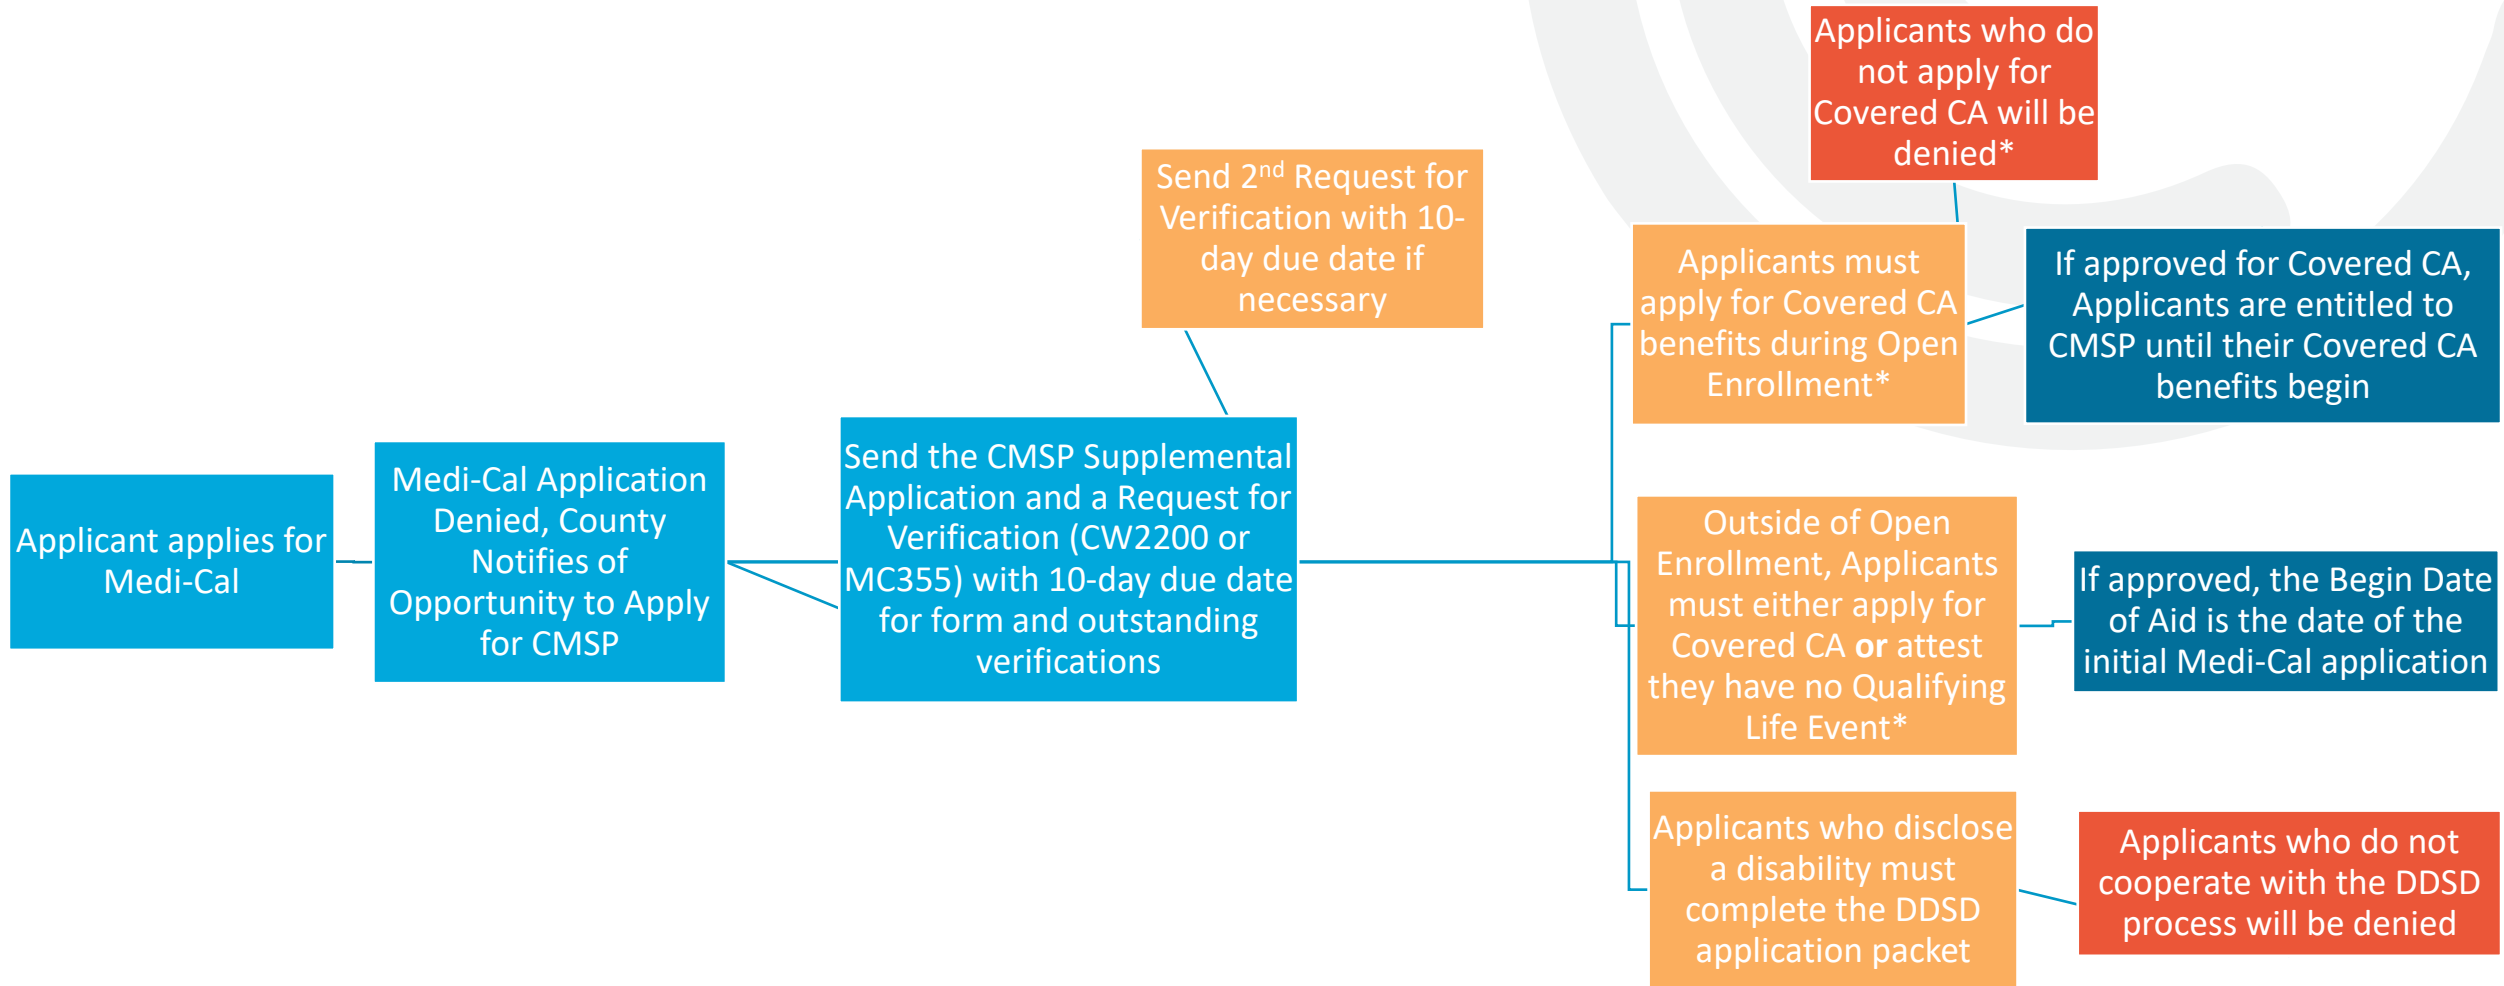 Applicant applies for
Medi-Cal
Medi-Cal Application
Denied, County
Notifies of
Opportunity to Apply
for CMSP
Send the CMSP Supplemental
Application and a Request for
Verification (CW2200 or
MC355) with 10-day due date
for form and outstanding
verifications
Send 2nd Request for
Verification with 10-
day due date if
necessary
Applicants must
apply for Covered CA
benefits during Open
Enrollment*
Applicants who do
not apply for
Covered CA will be
denied*
If approved for Covered CA,
Applicants are entitled to
CMSP until their Covered CA
benefits begin
Outside of Open
Enrollment, Applicants
must either apply for
Covered CA or attest
they have no Qualifying
Life Event*
If approved, the Begin Date
of Aid is the date of the
initial Medi-Cal application
Applicants who disclose
a disability must
complete the DDSD
application packet
Applicants who do not
cooperate with the DDSD
process will be denied